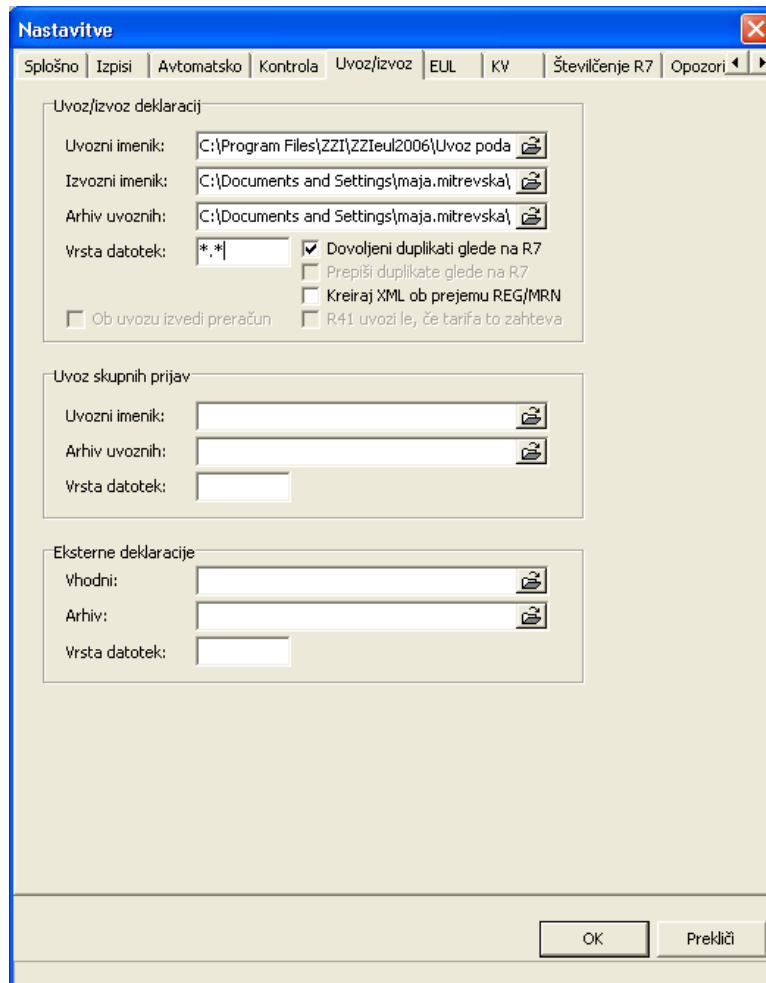 Nastavitve
Splošno Izpisi Avtomatsko Kontrola Uvoz/izvoz EUL KV Številčenje R7 Opozori
Uvoz/izvoz deklaracij
Uvozni imenik: C:\Program Files\ZZI\ZZIeul2006\Uvoz poda
Izvozni imenik: C:\Documents and Settings\maja.mitrevska\
Arhiv uvoznih: C:\Documents and Settings\maja.mitrevska\
Vrsta datotek: *.* Dovoljeni duplikati glede na R7
Prepiši duplikate glede na R7
Kreiraj XML ob prejemu REG/MRN
Ob uvozu izvedi preračun R41 uvozi le, če tarifa to zahteva
Uvoz skupnih prijav
Uvozni imenik:
Arhiv uvoznih:
Vrsta datotek:
Eksterne deklaracije
Vhodni:
Arhiv:
Vrsta datotek:
OK Prekliči